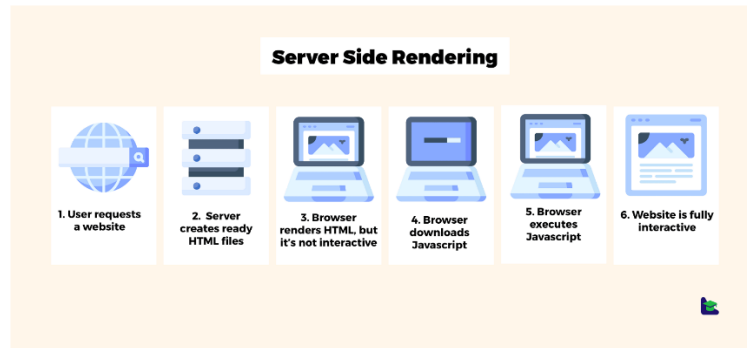 Server Side Rendering
1. User requests
a website
2. Server
creates ready
HTML files
3. Browser
renders HTML, but
it's not interactive
4. Browser
downloads
Javascript
5. Browser
executes
Javascript
6. Website is fully
interactive